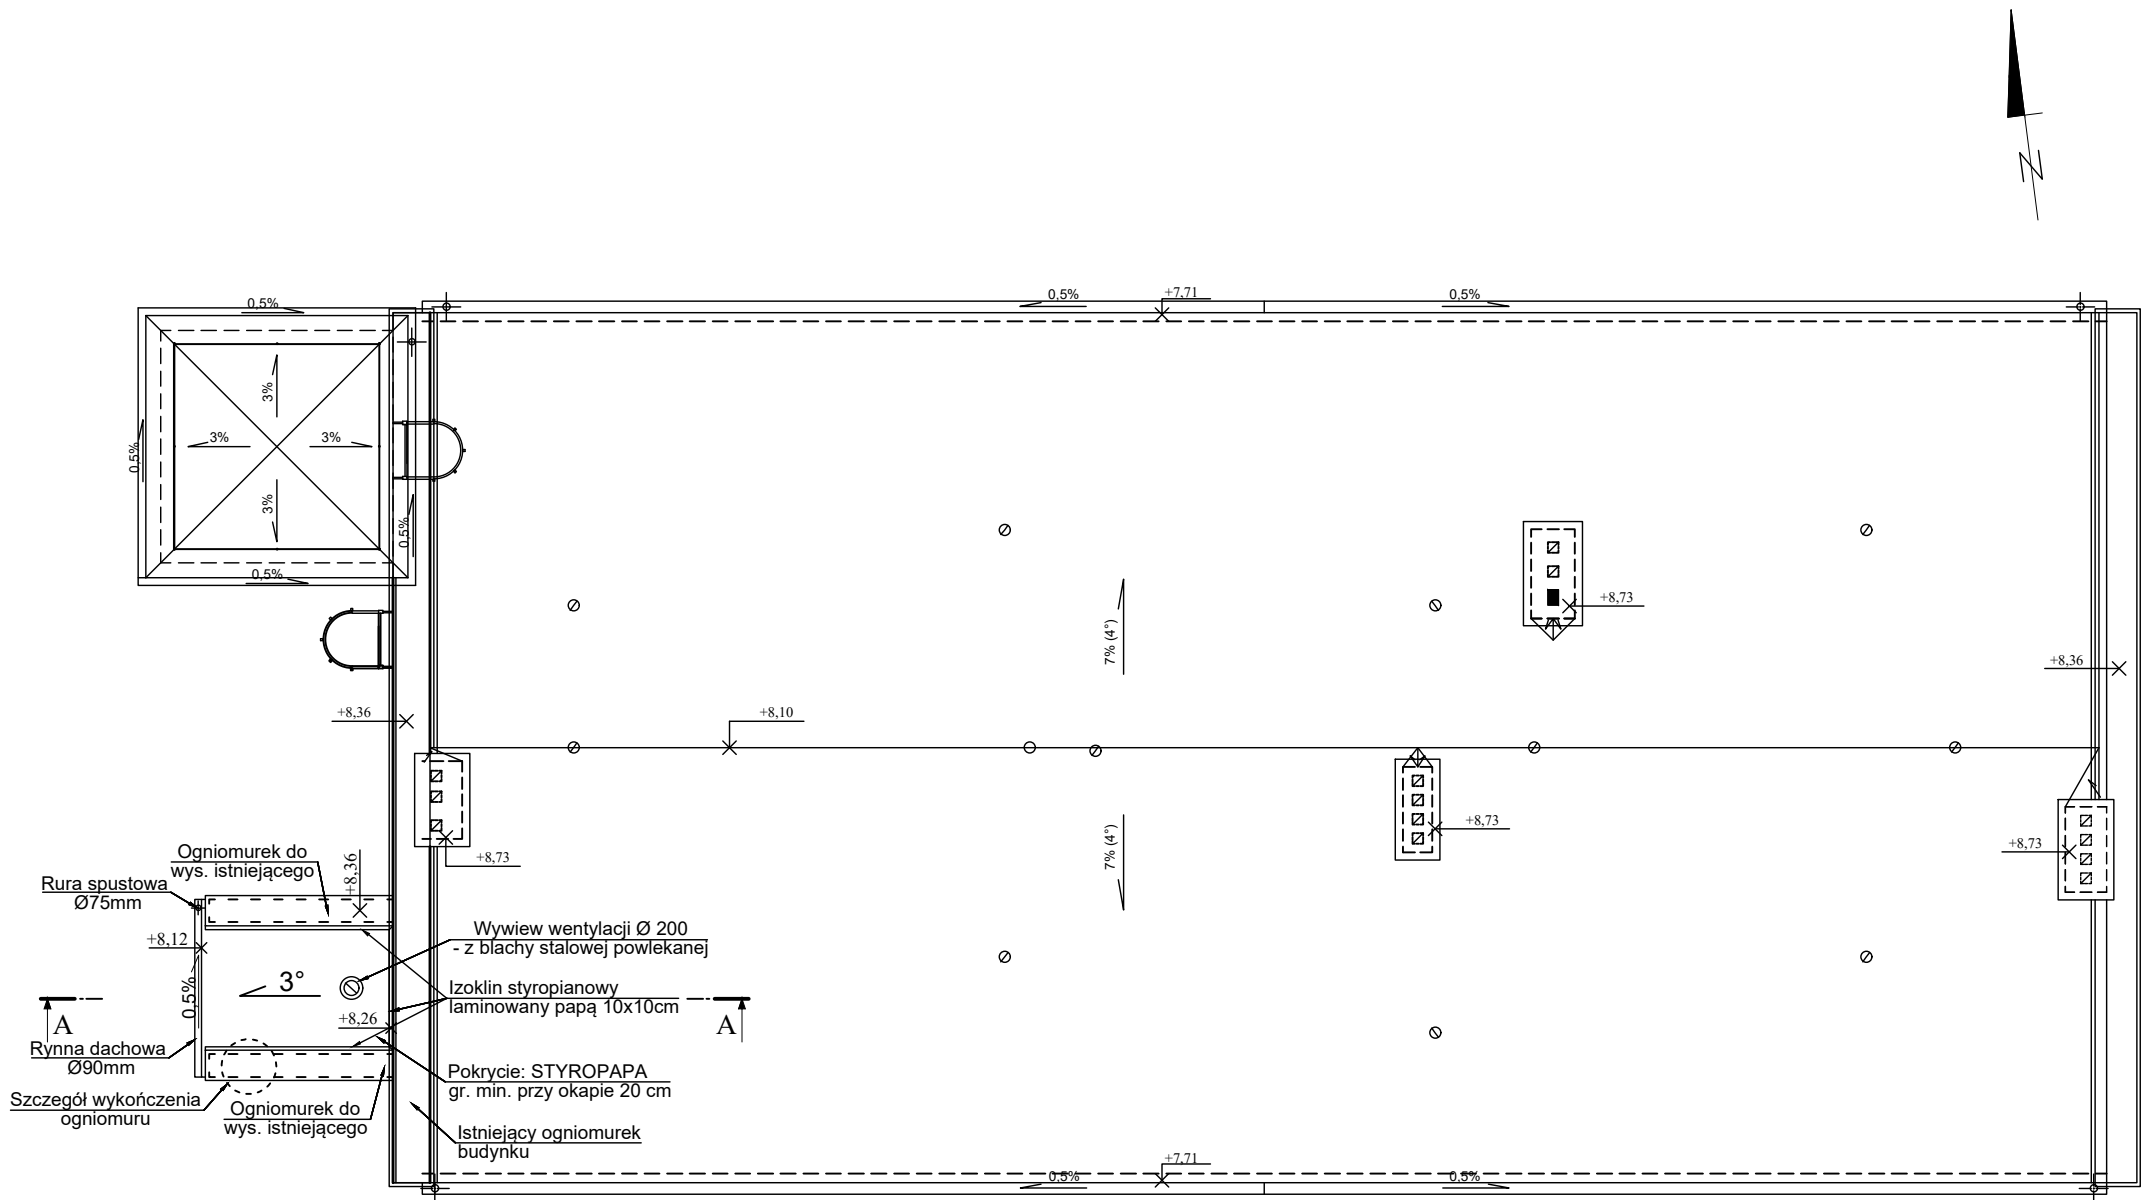 N
0,5%
0,5%
+7,71
0,5%
3%
3%
3%
3%
0,5%
0,5%
0,5%
7% (4°)
+8,73
+8,36
+8,36
+8,10
+8,73
+8,73
+8,73
7% (4°)
Ogniomurek do
wys. istniejącego
+8,36
Rura spustowa
Ø75mm
+8,12
Wywiew wentylacji Ø 200
- z blachy stalowej powlekanej
3°
0,5%
Izoklin styropianowy
laminowany papą 10x10cm
A
A
+8,26
Rynna dachowa
Ø90mm
Pokrycie: STYROPAPA
gr. min. przy okapie 20 cm
Szczegół wykończenia
ogniomuru
Ogniomurek do
wys. istniejącego
Istniejący ogniomurek
budynku
+7,71
0,5%
0,5%